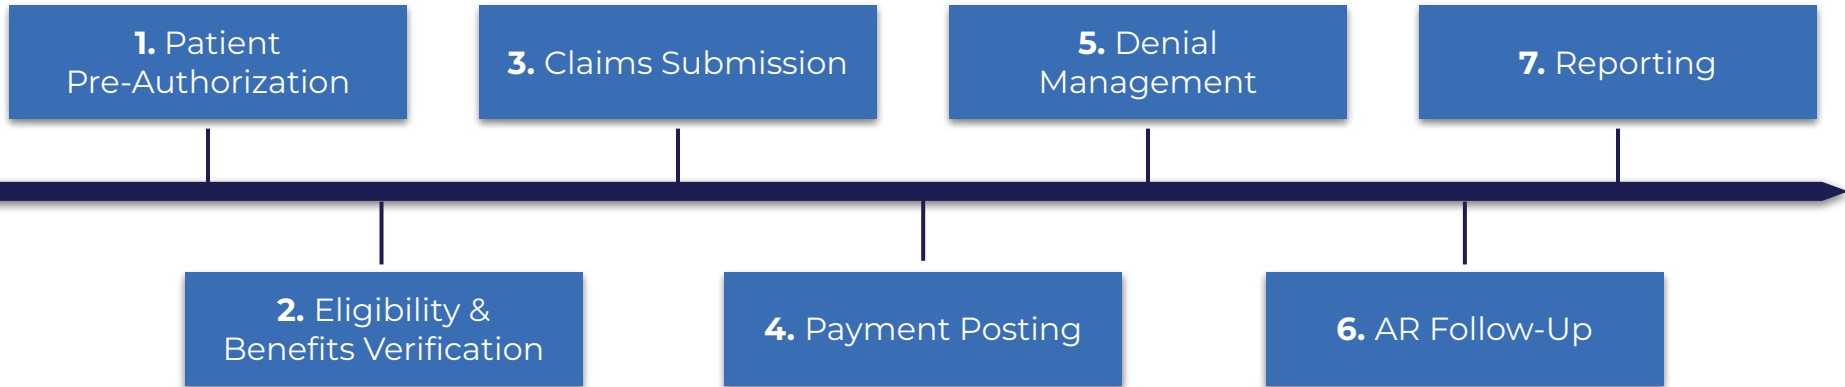 1. Patient
Pre-Authorization
2. Eligibility &
Benefits Verification
3. Claims Submission
4. Payment Posting
5. Denial
Management
6. AR Follow-Up
7. Reporting